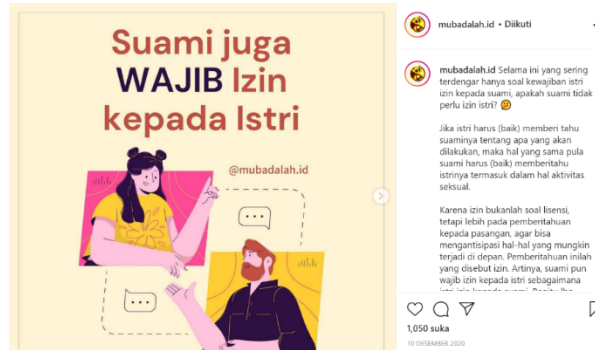 Suami juga
WAJIB Izin
kepada Istri
@mubadalah.id
mubadalah.id • Diikuti
mubadalah.id Selama ini yang sering
terdengar hanya soal kewajiban istri
izin kepada suami, apakah suami tidak
perlu izin istri? 😕
Jika istri harus (baik) memberi tahu
suaminya tentang apa yang akan
dilakukan, maka hal yang sama pula
suami harus (baik) memberitahu
istrinya termasuk dalam hal aktivitas
seksual.
Karena izin bukanlah soal lisensi,
tetapi lebih pada pemberitahuan
kepada pasangan, agar bisa
mengantisipasi hal-hal yang mungkin
terjadi di depan. Pemberitahuan inilah
yang disebut izin. Artinya, suami pun
wajib izin kepada istri sebagaimana
1,050 suka
10 DESEMBER 2020